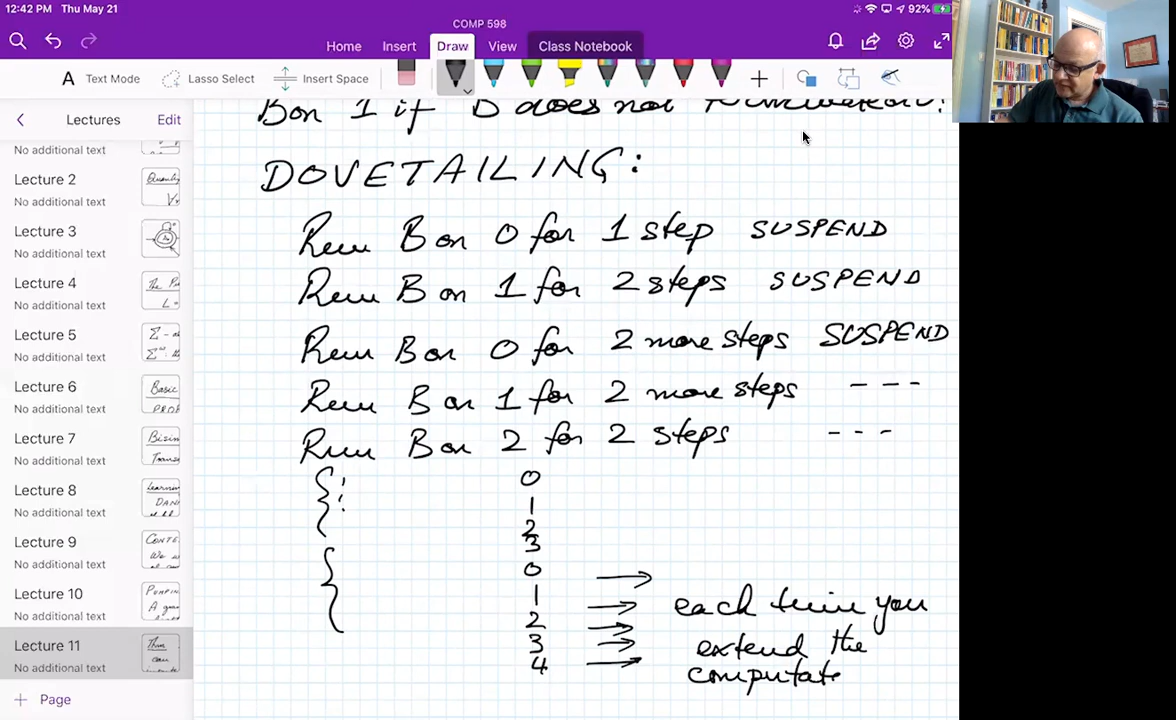 12:42 PM Thu May 21
92%
COMP 598
Home Insert Draw View Class Notebook
A Text Mode Lasso Select Insert Space
Lectures Edit
No additional text
Lecture 2
No additional text
Lecture 3
No additional text
Lecture 4
No additional text
Lecture 5
No additional text
Lecture 6
No additional text
Lecture 7
No additional text
Lecture 8
No additional text
Lecture 9
No additional text
Lecture 10
No additional text
Lecture 11
No additional text
+ Page
B on 1 if B does not
DOVETAILING:
Run B on 0 for 1 step SUSPEND
Run B on 1 for 2 steps SUSPEND
Run B on 0 for 2 more steps SUSPEND
Run B on 1 for 2 more steps ---
Run B on 2 for 2 steps ---
0
1
2
3
0
1
2
3
4
each time you
extend the
computate